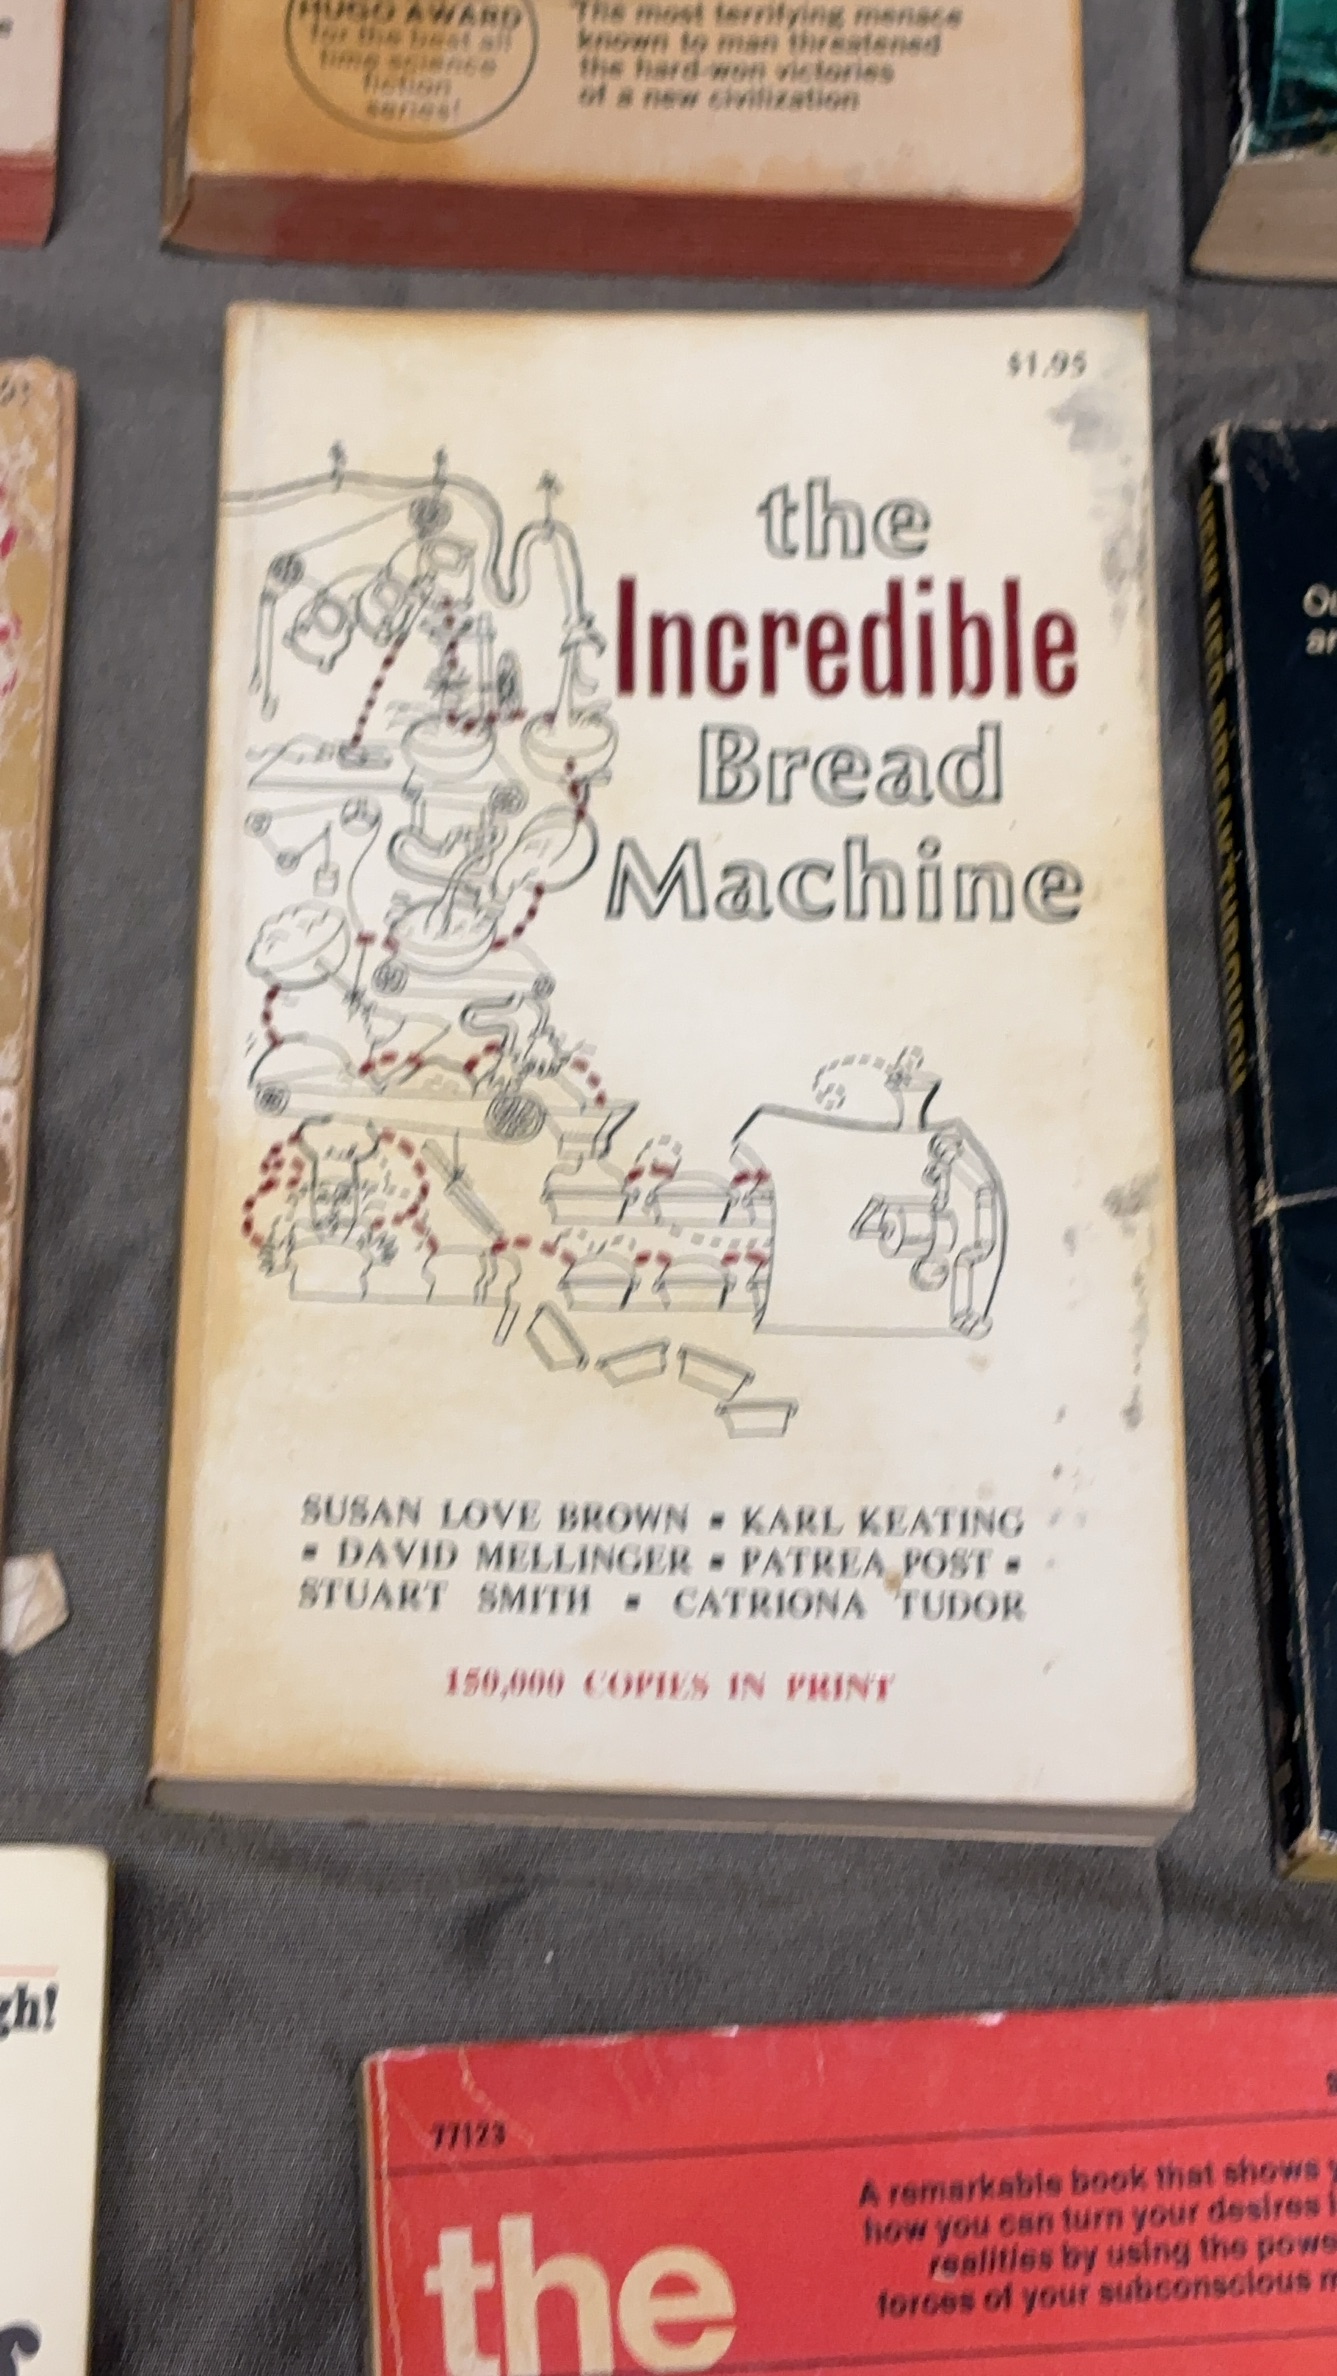 HUGO AWARD
for the best all
time science
fiction
series!
The most terrifying menace
known to man threatened
the hard-won victories
of a new civilization
$1.95
the
Incredible
Bread
Machine
SUSAN LOVE BROWN ▪ KARL KEATING
▪ DAVID MELLINGER ▪ PATREA POST ▪
STUART SMITH ▪ CATRIONA TUDOR
150,000 COPIES IN PRINT
gh!
77123
the
A remarkable book that shows
how you can turn your desires
realities by using the
forces of your subconscious